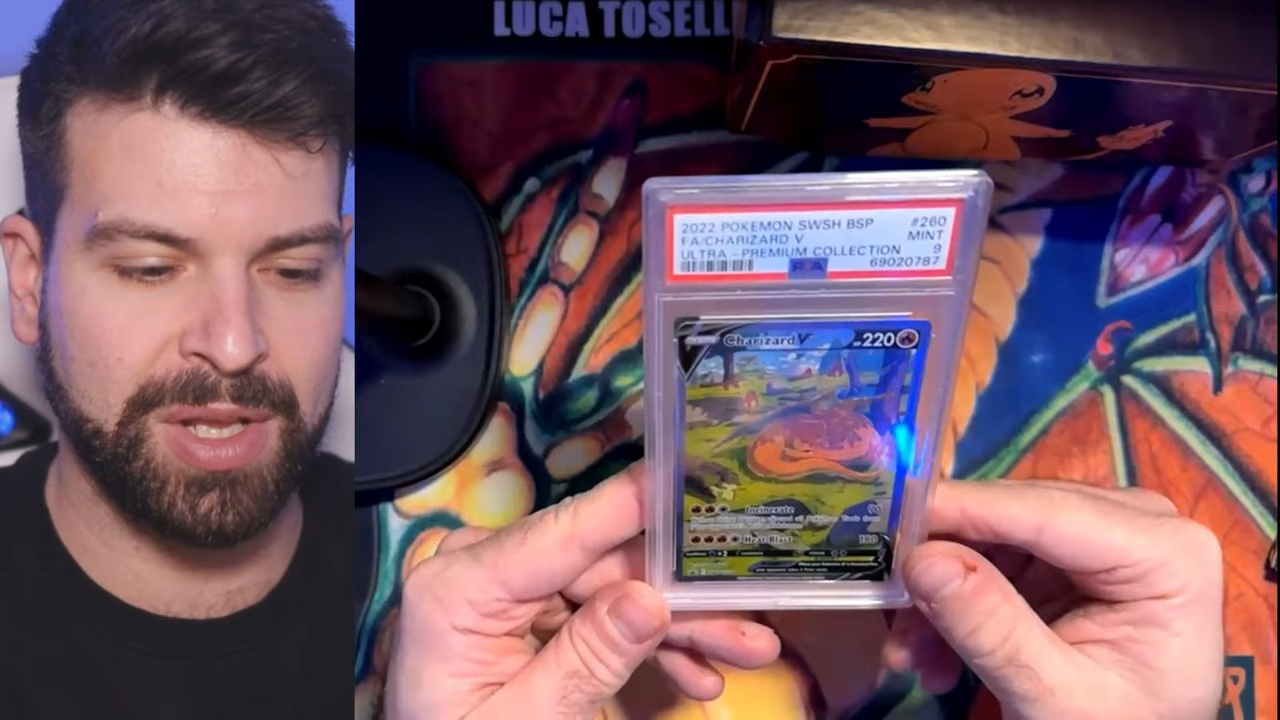 LUCA TOSELL
2022 POKEMON SWSH BSP #260
FA/CHARIZARD V MINT
ULTRA-PREMIUM COLLECTION 9
69020787
Charizard V 220
Incinerate 90
Heat Blast 180